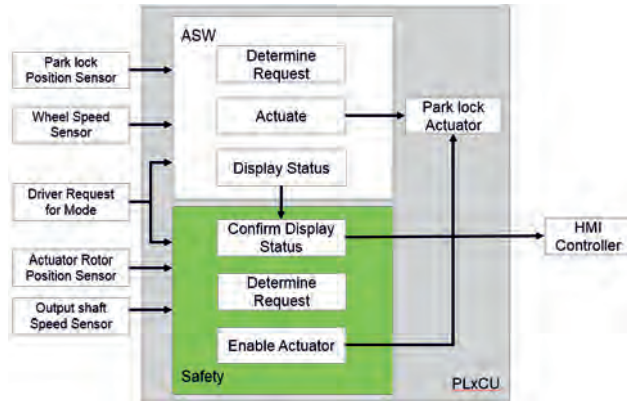 ASW
Park lock
Position Sensor
Wheel Speed
Sensor
Driver Request
for Mode
Actuator Rotor
Position Sensor
Output shaft
Speed Sensor
Determine
Request
Actuate
Display Status
Confirm Display
Status
Determine
Request
Enable Actuator
Safety
Park lock
Actuator
HMI
Controller
PLxCU